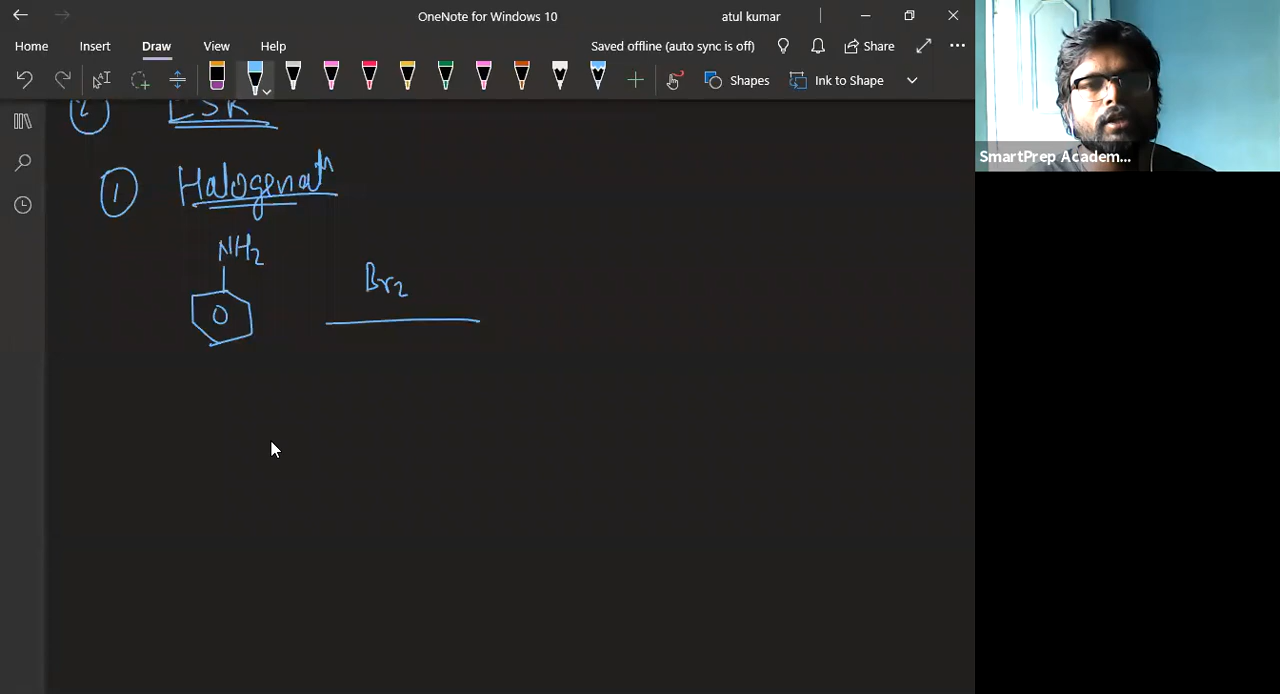 OneNote for Windows 10
atul kumar
Home Insert Draw View Help
Saved offline (auto sync is off)
Share
Shapes
Ink to Shape
SmartPrep Academ...
2 ESR
1 Halogenatn
NH2
Br2